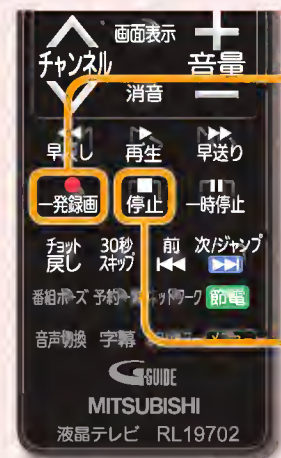 画面表示
チャンネル 音量
消音
早戻し 再生 早送り
一発録画 停止 一時停止
チョット戻し 30秒スキップ 前 次/ジャンプ
番組ポーズ 予約 ネットワーク 節電
音声切換 字幕
G-GUIDE
MITSUBISHI
液晶テレビ RL19702